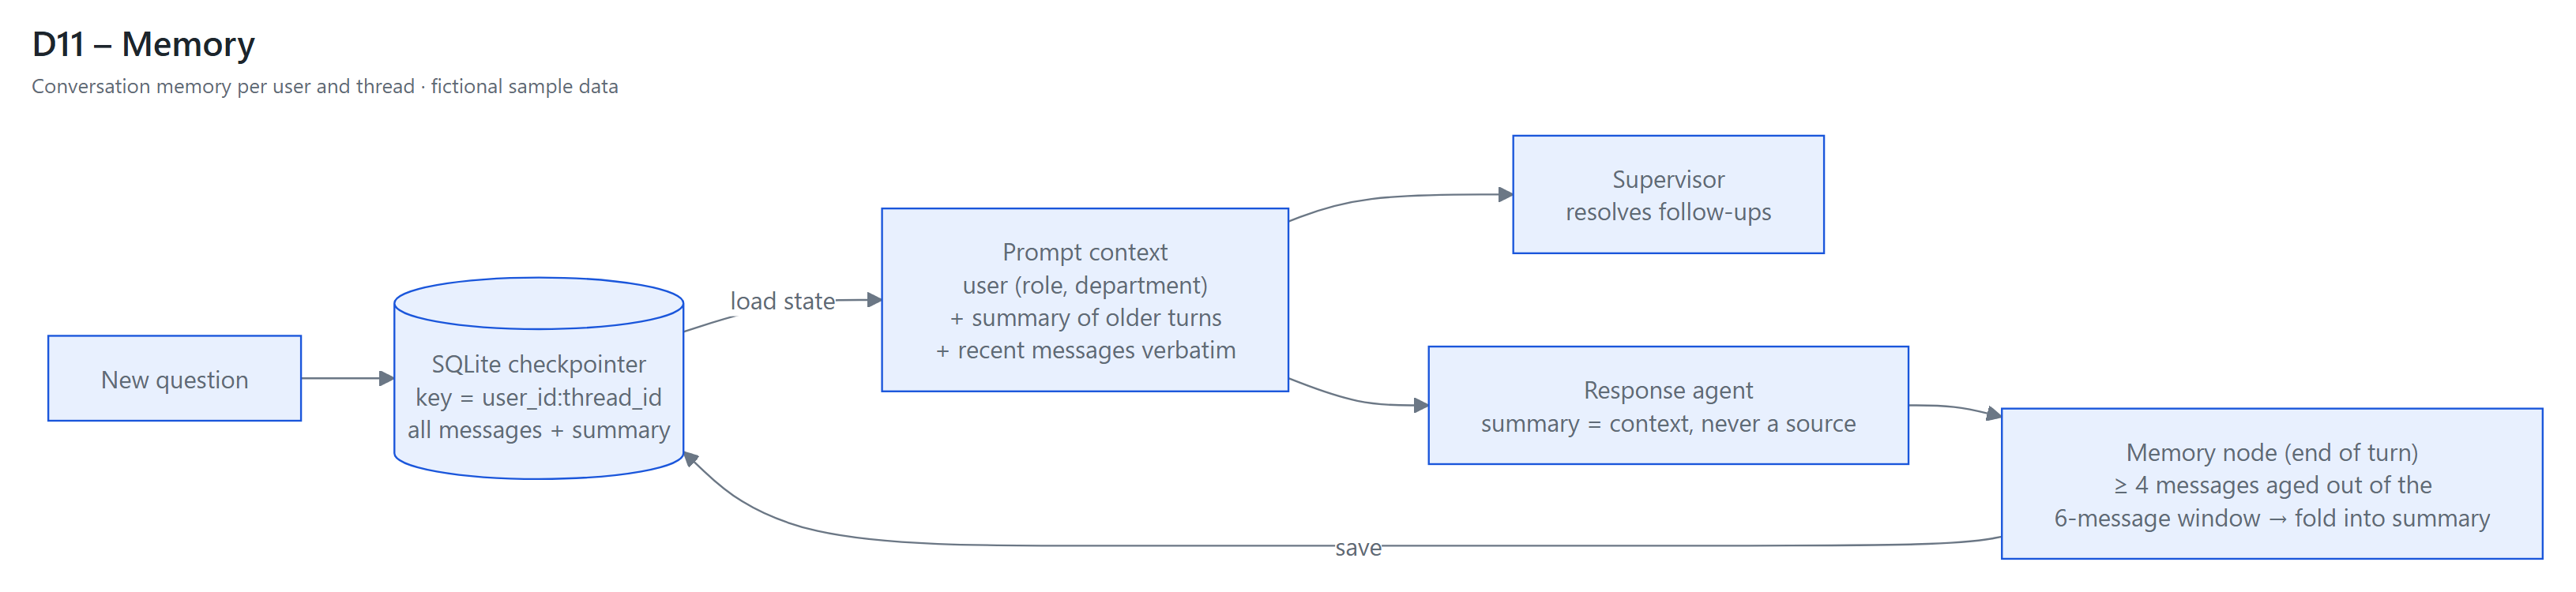 D11 – Memory
Conversation memory per user and thread · fictional sample data
New question
SQLite checkpointer
key = user_id:thread_id
all messages + summary
load state
Prompt context
user (role, department)
+ summary of older turns
+ recent messages verbatim
Supervisor
resolves follow-ups
Response agent
summary = context, never a source
Memory node (end of turn)
≥ 4 messages aged out of the
6-message window → fold into summary
save